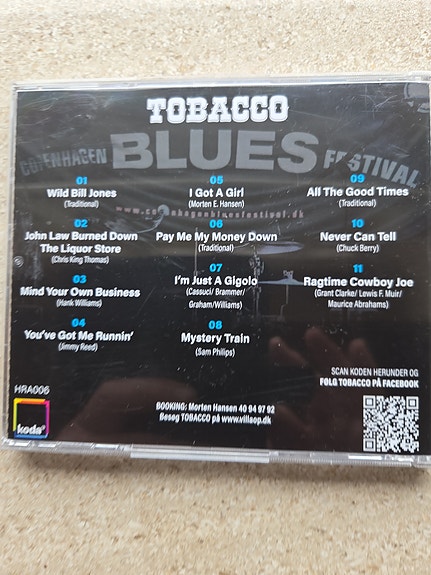 TOBACCO
COPENHAGEN BLUES FESTIVAL
www.copenhagenbluesfestival.dk
01
Wild Bill Jones
(Traditional)
02
John Law Burned Down
The Liquor Store
(Chris King Thomas)
03
Mind Your Own Business
(Hank Williams)
04
You've Got Me Runnin'
(Jimmy Reed)
05
I Got A Girl
(Morten E. Hansen)
06
Pay Me My Money Down
(Traditional)
07
I'm Just A Gigolo
(Cassuci/ Brammer/
Graham/Williams)
08
Mystery Train
(Sam Philips)
09
All The Good Times
(Traditional)
10
Never Can Tell
(Chuck Berry)
11
Ragtime Cowboy Joe
(Grant Clarke/ Lewis F. Muir/
Maurice Abrahams)
SCAN KODEN HERUNDER OG
FØLG TOBACCO PÅ FACEBOOK
HRA006
koda
BOOKING: Morten Hansen 40 94 97 92
Besøg TOBACCO på www.villaop.dk